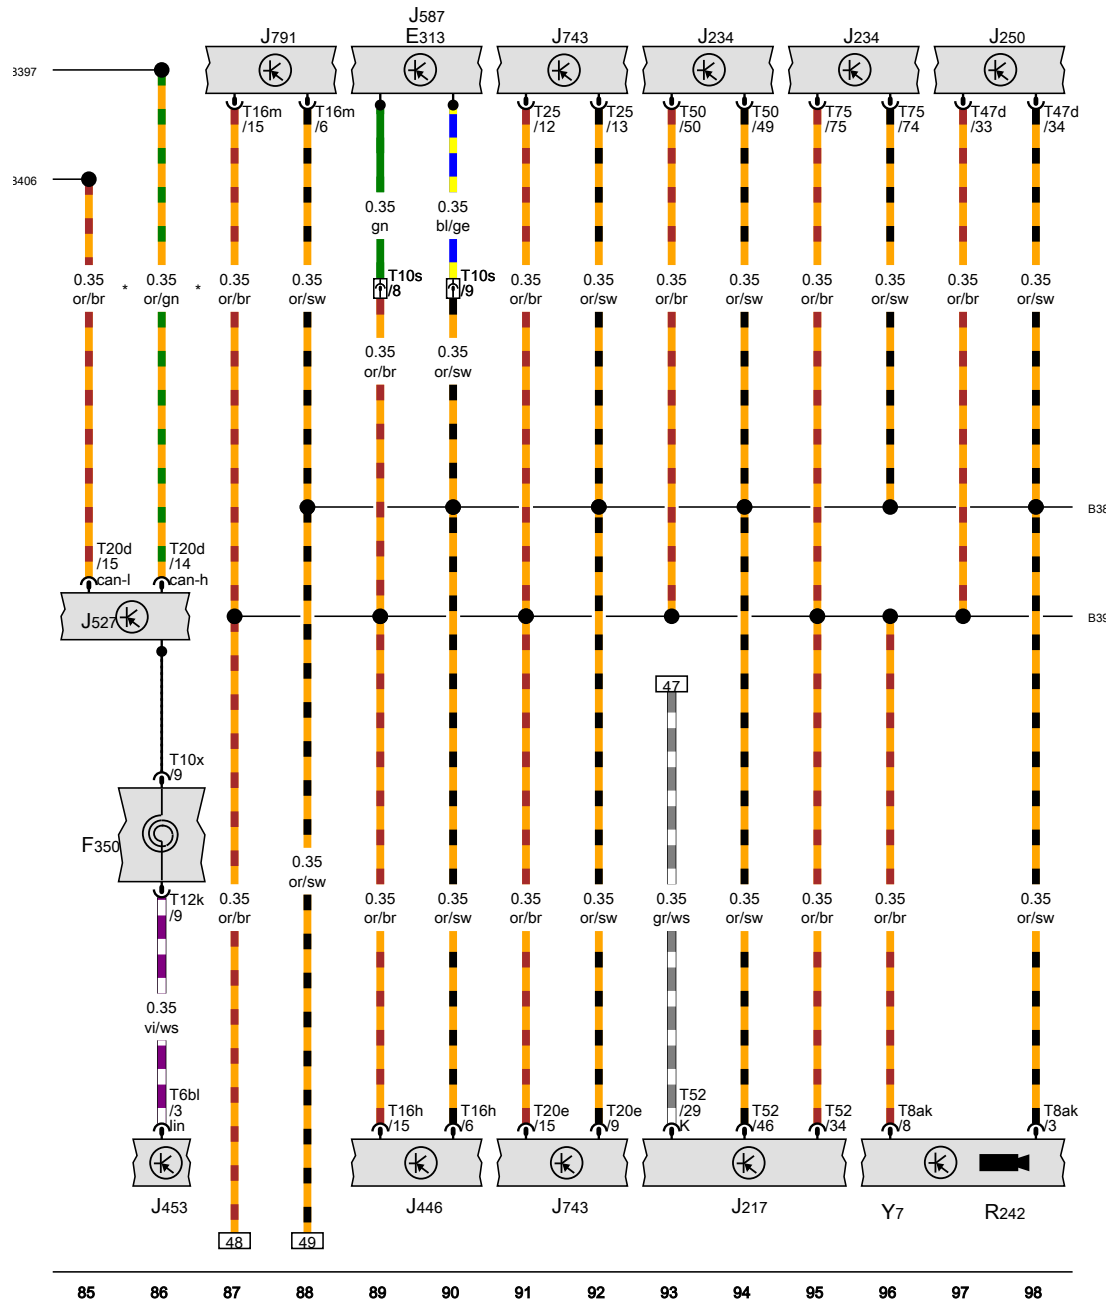 J587
J791 E313 J743 J234 J234 J250
3397
T16m T16m T25 T25 T50 T50 T75 T75 T47d T47d
/15 /6 /12 /13 /50 /49 /75 /74 /33 /34
3406
0.35 0.35
gn bl/ge
0.35 0.35 0.35 0.35 T10s T10s 0.35 0.35 0.35 0.35 0.35 0.35 0.35 0.35
or/br * or/gn * or/br or/sw /8 /9 or/br or/sw or/br or/sw or/br or/sw or/br or/sw
0.35 0.35
or/br or/sw
B38
T20d T20d
/15 /14
can-l can-h
J527
B39
47
T10x
/9
F350
0.35
or/sw
T12k 0.35 0.35 0.35 0.35 0.35 0.35 0.35 0.35 0.35 0.35
/9 or/br or/br or/sw or/br or/sw gr/ws or/sw or/br or/br or/sw
0.35
vi/ws
T6bl T52
/3 /29
lin K
T16h T16h T20e T20e T52 T52 T8ak T8ak
/15 /6 /15 /9 /46 /34 /8 /3
J453 J446 J743 J217 Y7 R242
48 49
85 86 87 88 89 90 91 92 93 94 95 96 97 98